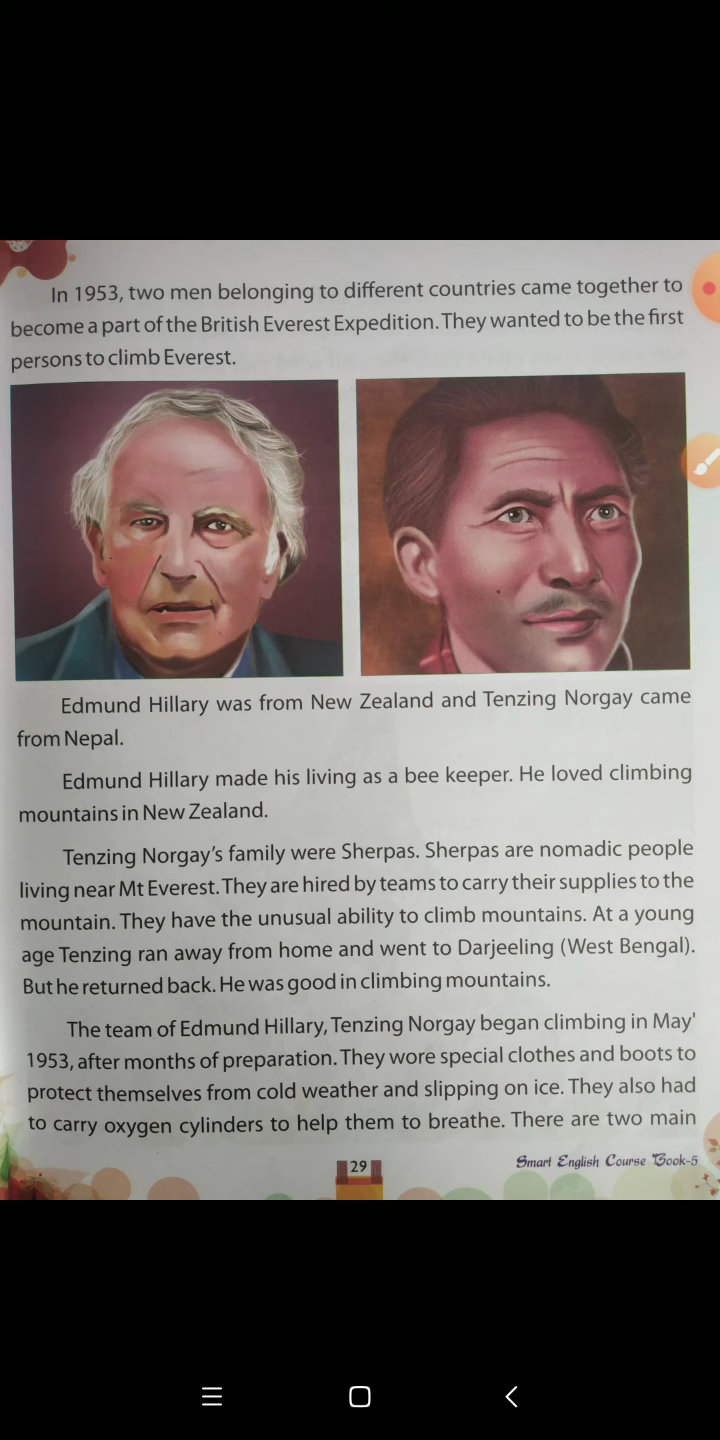 In 1953, two men belonging to different countries came together to
become a part of the British Everest Expedition. They wanted to be the first
persons to climb Everest.
Edmund Hillary was from New Zealand and Tenzing Norgay came
from Nepal.
Edmund Hillary made his living as a bee keeper. He loved climbing
mountains in New Zealand.
Tenzing Norgay's family were Sherpas. Sherpas are nomadic people
living near Mt Everest. They are hired by teams to carry their supplies to the
mountain. They have the unusual ability to climb mountains. At a young
age Tenzing ran away from home and went to Darjeeling (West Bengal).
But he returned back. He was good in climbing mountains.
The team of Edmund Hillary, Tenzing Norgay began climbing in May'
1953, after months of preparation. They wore special clothes and boots to
protect themselves from cold weather and slipping on ice. They also had
to carry oxygen cylinders to help them to breathe. There are two main
29
Smart English Course Book-5